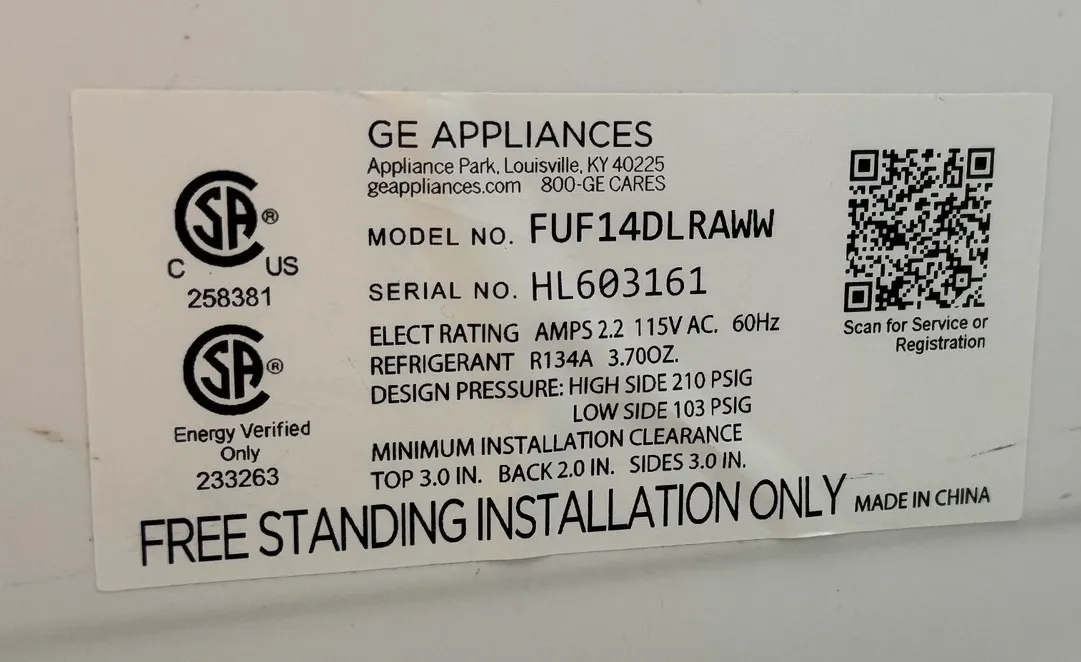 GE APPLIANCES
Appliance Park, Louisville, KY 40225
geappliances.com 800-GE CARES
MODEL NO. FUF14DLRAWW
SERIAL NO. HL603161
ELECT RATING AMPS 2.2 115V AC. 60Hz
REFRIGERANT R134A 3.70OZ.
DESIGN PRESSURE: HIGH SIDE 210 PSIG
LOW SIDE 103 PSIG
MINIMUM INSTALLATION CLEARANCE
TOP 3.0 IN. BACK 2.0 IN. SIDES 3.0 IN.
FREE STANDING INSTALLATION ONLY MADE IN CHINA
SA ®
C US
258381
SA ®
Energy Verified
Only
233263
Scan for Service or
Registration